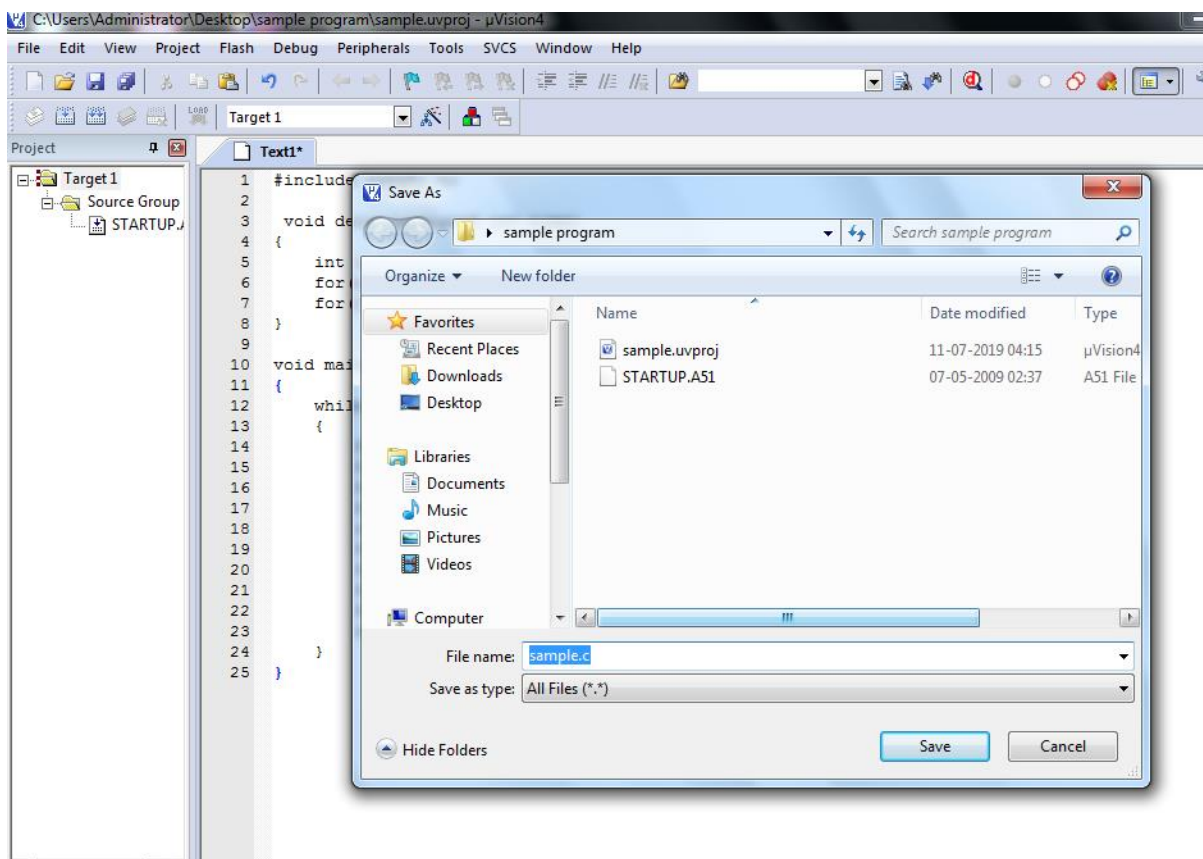 C:\Users\Administrator\Desktop\sample program\sample.uvproj - µVision4
File Edit View Project Flash Debug Peripherals Tools SVCS Window Help
Target 1
Project
Text1*
Target 1
Source Group
STARTUP.
1 #include
2
3 void de
4 {
5 int
6 for
7 for
8 }
9
10 void mai
11 {
12 whil
13 {
14
15
16
17
18
19
20
21
22
23
24 }
25 }
Save As
sample program
Search sample program
Organize New folder
Favorites
Recent Places
Downloads
Desktop
Libraries
Documents
Music
Pictures
Videos
Computer
Name Date modified Type
sample.uvproj 11-07-2019 04:15 µVision4
STARTUP.A51 07-05-2009 02:37 A51 File
File name: sample.c
Save as type: All Files (*.*)
Hide Folders
Save Cancel